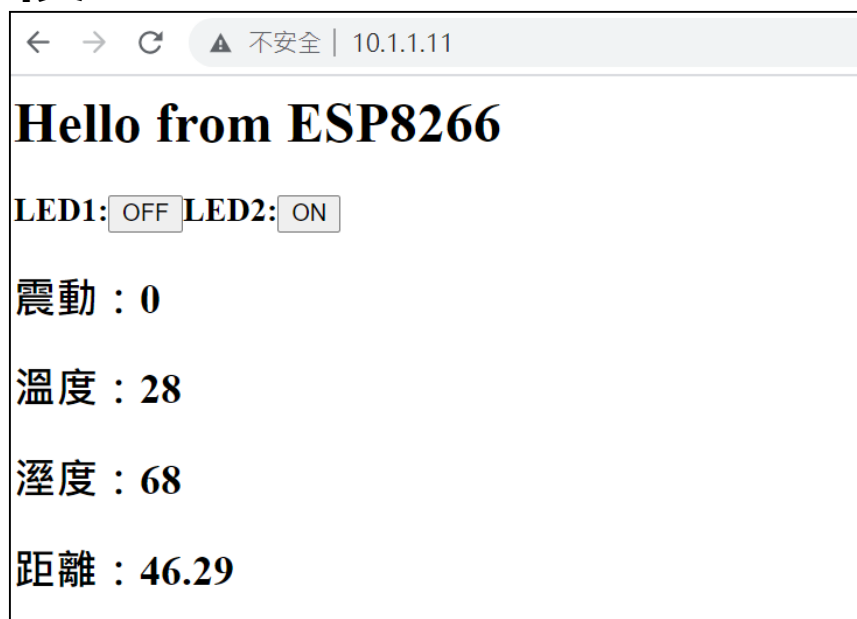 不安全 | 10.1.1.11
Hello from ESP8266
LED1: OFF LED2: ON
震動：0
溫度：28
溼度：68
距離：46.29